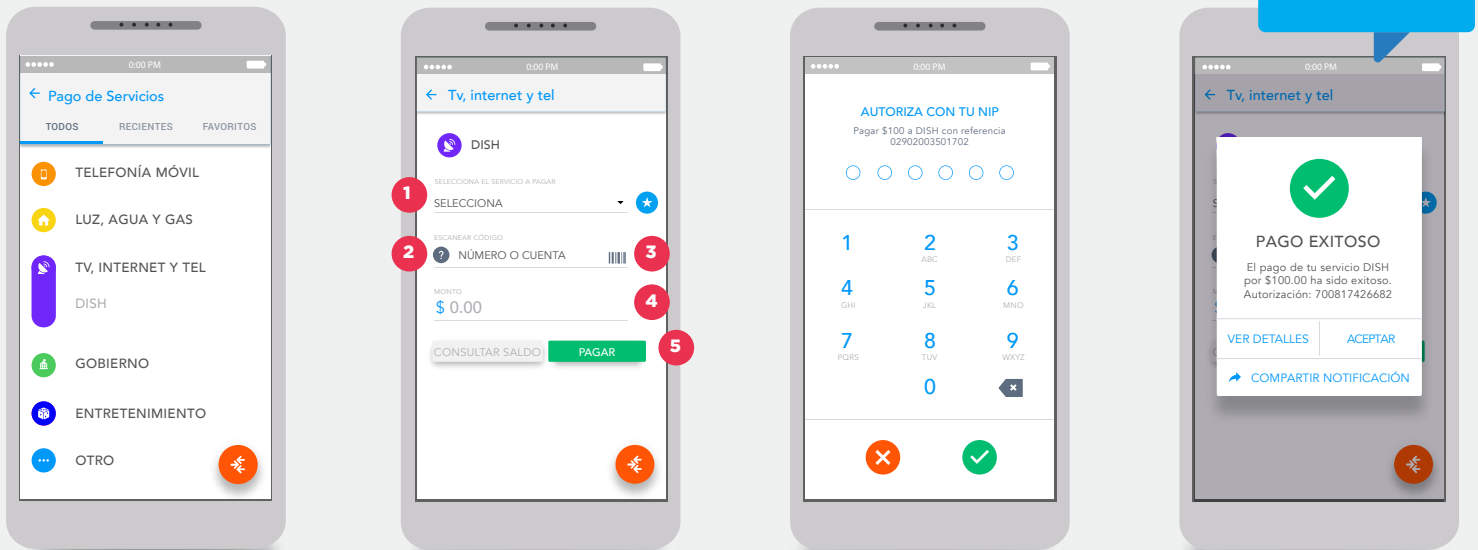 0:00 PM
Pago de Servicios
TODOS RECIENTES FAVORITOS
TELEFONÍA MÓVIL
LUZ, AGUA Y GAS
TV, INTERNET Y TEL
DISH
GOBIERNO
ENTRETENIMIENTO
OTRO
0:00 PM
Tv, internet y tel
DISH
SELECCIONA EL SERVICIO A PAGAR
1
SELECCIONA
ESCANEAR CÓDIGO
2 ? NÚMERO O CUENTA 3
MONTO
$ 0.00 4
CONSULTAR SALDO PAGAR 5
0:00 PM
AUTORIZA CON TU NIP
Pagar $100 a DISH con referencia
02902003501702
1 2 3
ABC DEF
4 5 6
GHI JKL MNO
7 8 9
PQRS TUV WXYZ
0
0:00 PM
Tv, internet y tel
PAGO EXITOSO
El pago de tu servicio DISH
por $100.00 ha sido exitoso.
Autorización: 700817426682
VER DETALLES ACEPTAR
COMPARTIR NOTIFICACIÓN